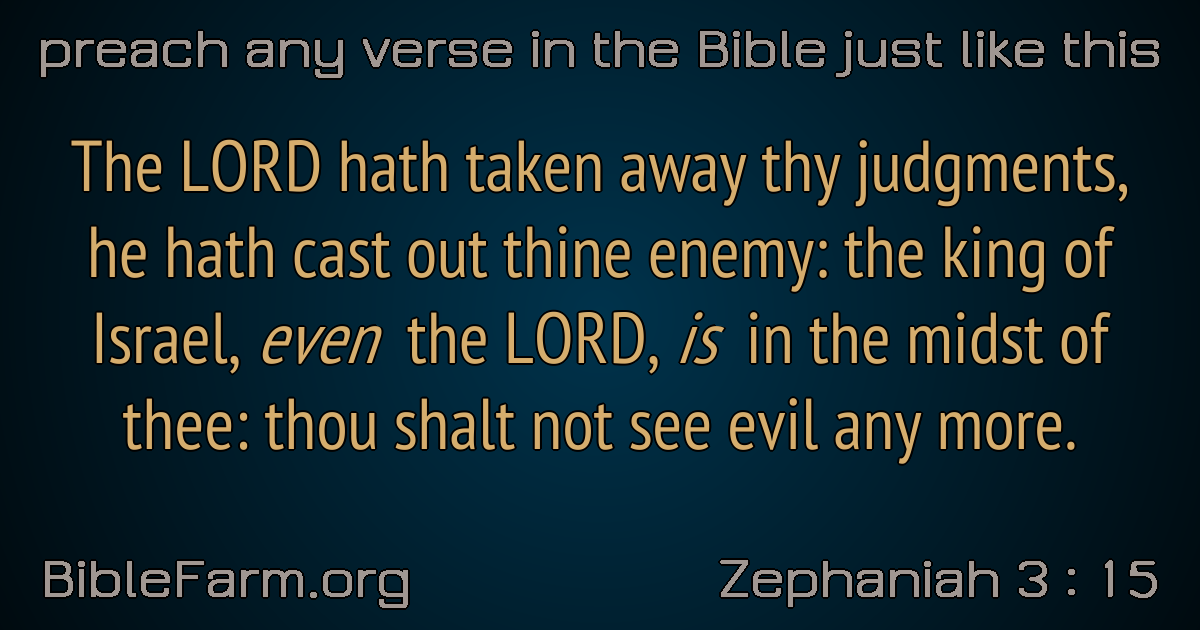 preach any verse in the Bible just like this
The LORD hath taken away thy judgments,
he hath cast out thine enemy: the king of
Israel, even the LORD, is in the midst of
thee: thou shalt not see evil any more.
BibleFarm.org
Zephaniah 3 : 15